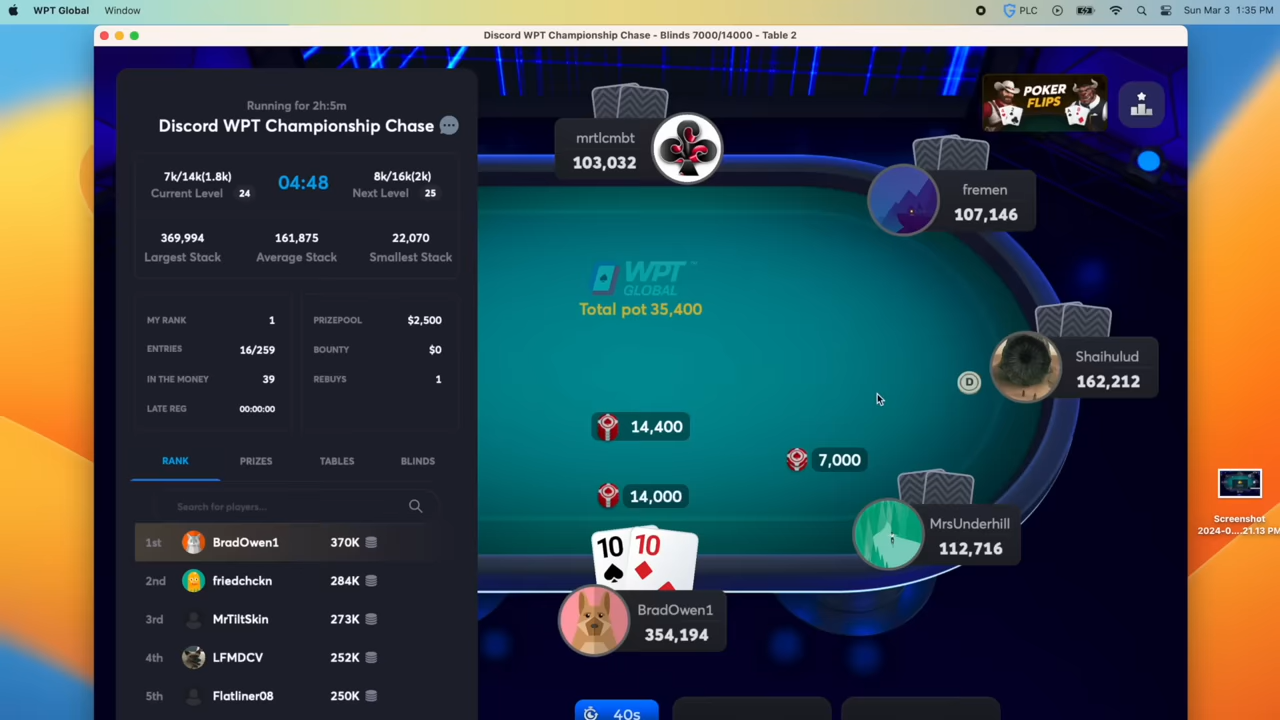 WPT Global Window
PLC
Sun Mar 3 1:35 PM
Discord WPT Championship Chase - Blinds 7000/14000 - Table 2
Running for 2h:5m
Discord WPT Championship Chase
7k/14k(1.8k)
Current Level 24
04:48
8k/16k(2k)
Next Level 25
369,994
Largest Stack
161,875
Average Stack
22,070
Smallest Stack
MY RANK 1
ENTRIES 16/259
IN THE MONEY 39
LATE REG 00:00:00
PRIZEPOOL $2,500
BOUNTY $0
REBUYS 1
RANK PRIZES TABLES BLINDS
Search for players...
1st BradOwen1 370K
2nd friedchckn 284K
3rd MrTiltSkin 273K
4th LFMDCV 252K
5th Flatliner08 250K
mrtlcmbt
103,032
POKER
FLIPS
fremen
107,146
WPT™
GLOBAL
Total pot 35,400
Shaihulud
162,212
D
14,400
7,000
14,000
MrsUnderhill
112,716
10 10
BradOwen1
354,194
40s
Screenshot
2024-0....21.13 PM